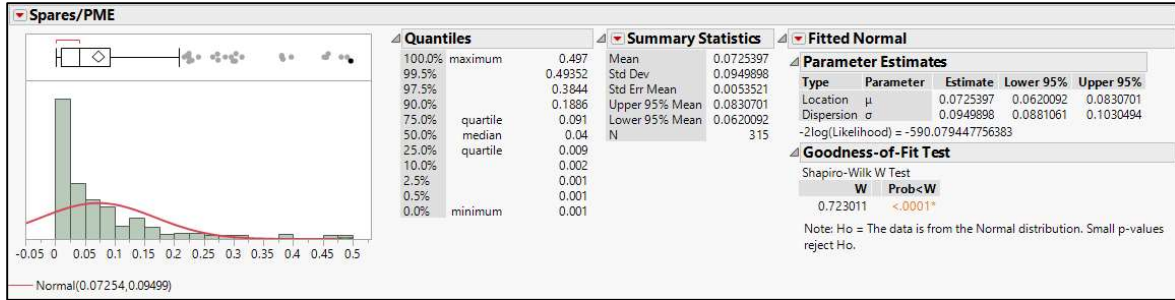 Spares/PME
-0.05 0 0.05 0.1 0.15 0.2 0.25 0.3 0.35 0.4 0.45 0.5
Normal(0.07254,0.09499)
Quantiles
100.0% maximum 0.497
99.5% 0.49352
97.5% 0.3844
90.0% 0.1886
75.0% quartile 0.091
50.0% median 0.04
25.0% quartile 0.009
10.0% 0.002
2.5% 0.001
0.5% 0.001
0.0% minimum 0.001
Summary Statistics
Mean 0.0725397
Std Dev 0.0949898
Std Err Mean 0.0053521
Upper 95% Mean 0.0830701
Lower 95% Mean 0.0620092
N 315
Fitted Normal
Parameter Estimates
Type Parameter Estimate Lower 95% Upper 95%
Location μ 0.0725397 0.0620092 0.0830701
Dispersion σ 0.0949898 0.0881061 0.1030494
-2log(Likelihood) = -590.079447756383
Goodness-of-Fit Test
Shapiro-Wilk W Test
W Prob<W
0.723011 <.0001*
Note: Ho = The data is from the Normal distribution. Small p-values
reject Ho.